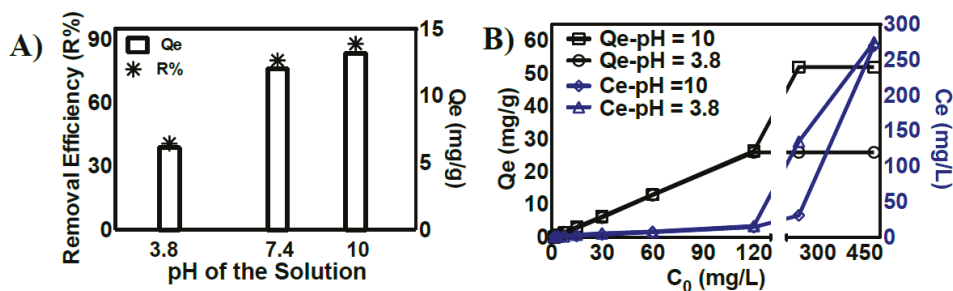 A)
Removal Efficiency (R%)
90
60
30
0
Qe
R%
15
10
5
0
Qe (mg/g)
3.8 7.4 10
pH of the Solution
B)
Qe (mg/g)
60
50
40
30
20
10
0
Qe-pH = 10
Qe-pH = 3.8
Ce-pH =10
Ce-pH = 3.8
300
250
200
150
100
50
0
Ce (mg/L)
0 30 60 90 120 300 450
C0 (mg/L)